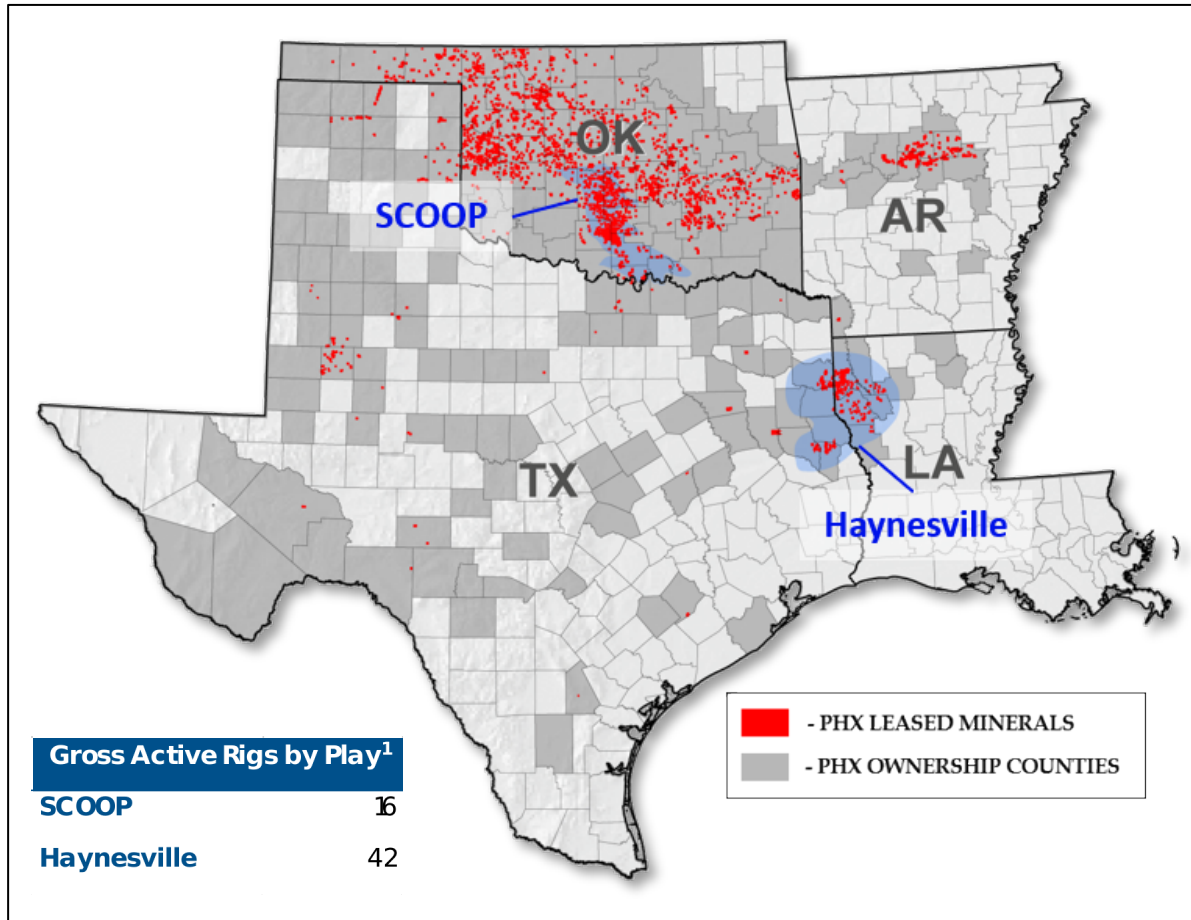 OK
SCOOP
AR
TX
LA
Haynesville
- PHX LEASED MINERALS
- PHX OWNERSHIP COUNTIES
Gross Active Rigs by Play1
SCOOP 16
Haynesville 42